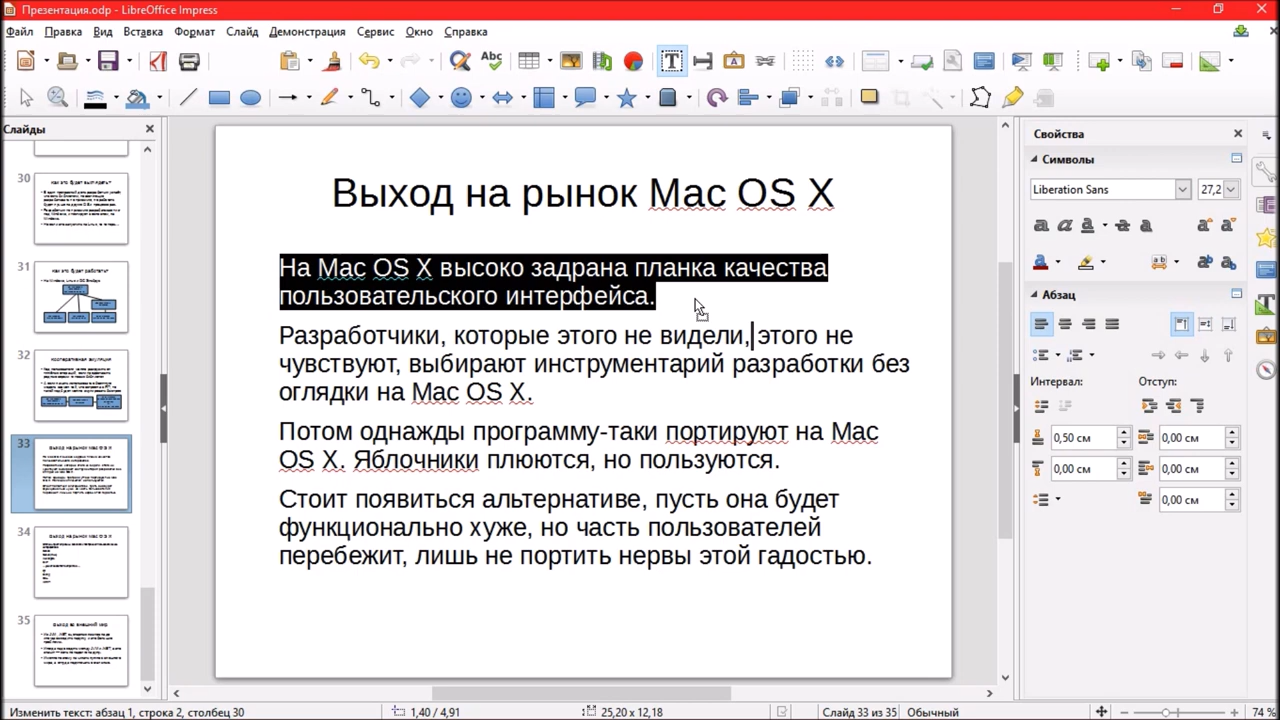 Презентация.odp - LibreOffice Impress
Файл Правка Вид Вставка Формат Слайд Демонстрация Сервис Окно Справка
Abc
Слайды
Свойства
Символы
Liberation Sans 27,2
Абзац
Интервал: Отступ:
0,50 см 0,00 см
0,00 см 0,00 см
0,00 см
30
31
32
33
34
35
Выход на рынок Mac OS X
На Mac OS X высоко задрана планка качества
пользовательского интерфейса.
Разработчики, которые этого не видели, этого не
чувствуют, выбирают инструментарий разработки без
оглядки на Mac OS X.
Потом однажды программу-таки портируют на Mac
OS X. Яблочники плюются, но пользуются.
Стоит появиться альтернативе, пусть она будет
функционально хуже, но часть пользователей
перебежит, лишь не портить нервы этой гадостью.
Изменить текст: абзац 1, строка 2, столбец 30 1,40 / 4,91 25,20 x 12,18 Слайд 33 из 35 Обычный 74 %